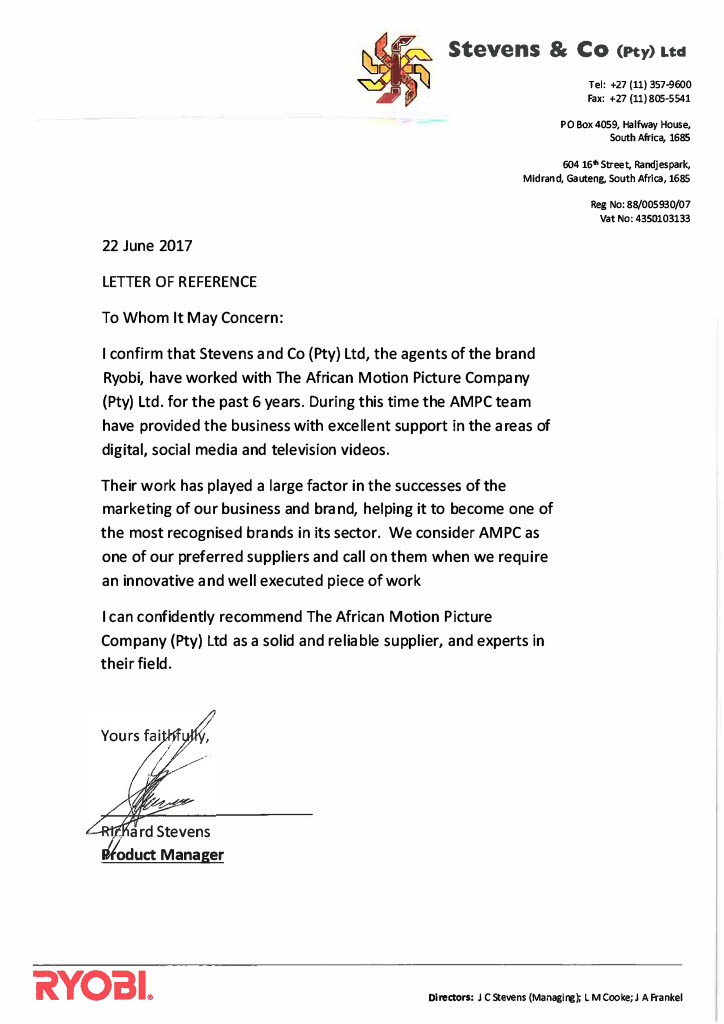 Stevens & Co (Pty) Ltd
Tel: +27 (11) 357-9600
Fax: +27 (11) 805-5541
PO Box 4059, Halfway House,
South Africa, 1685
604 16th Street, Randjespark,
Midrand, Gauteng, South Africa, 1685
Reg No: 88/005930/07
Vat No: 4350103133
22 June 2017
LETTER OF REFERENCE
To Whom It May Concern:
I confirm that Stevens and Co (Pty) Ltd, the agents of the brand
Ryobi, have worked with The African Motion Picture Company
(Pty) Ltd. for the past 6 years. During this time the AMPC team
have provided the business with excellent support in the areas of
digital, social media and television videos.
Their work has played a large factor in the successes of the
marketing of our business and brand, helping it to become one of
the most recognised brands in its sector.  We consider AMPC as
one of our preferred suppliers and call on them when we require
an innovative and well executed piece of work
I can confidently recommend The African Motion Picture
Company (Pty) Ltd as a solid and reliable supplier, and experts in
their field.
Yours faithfully,
Richard Stevens
Product Manager
RYOBI®
Directors: J C Stevens (Managing); L M Cooke; J A Frankel